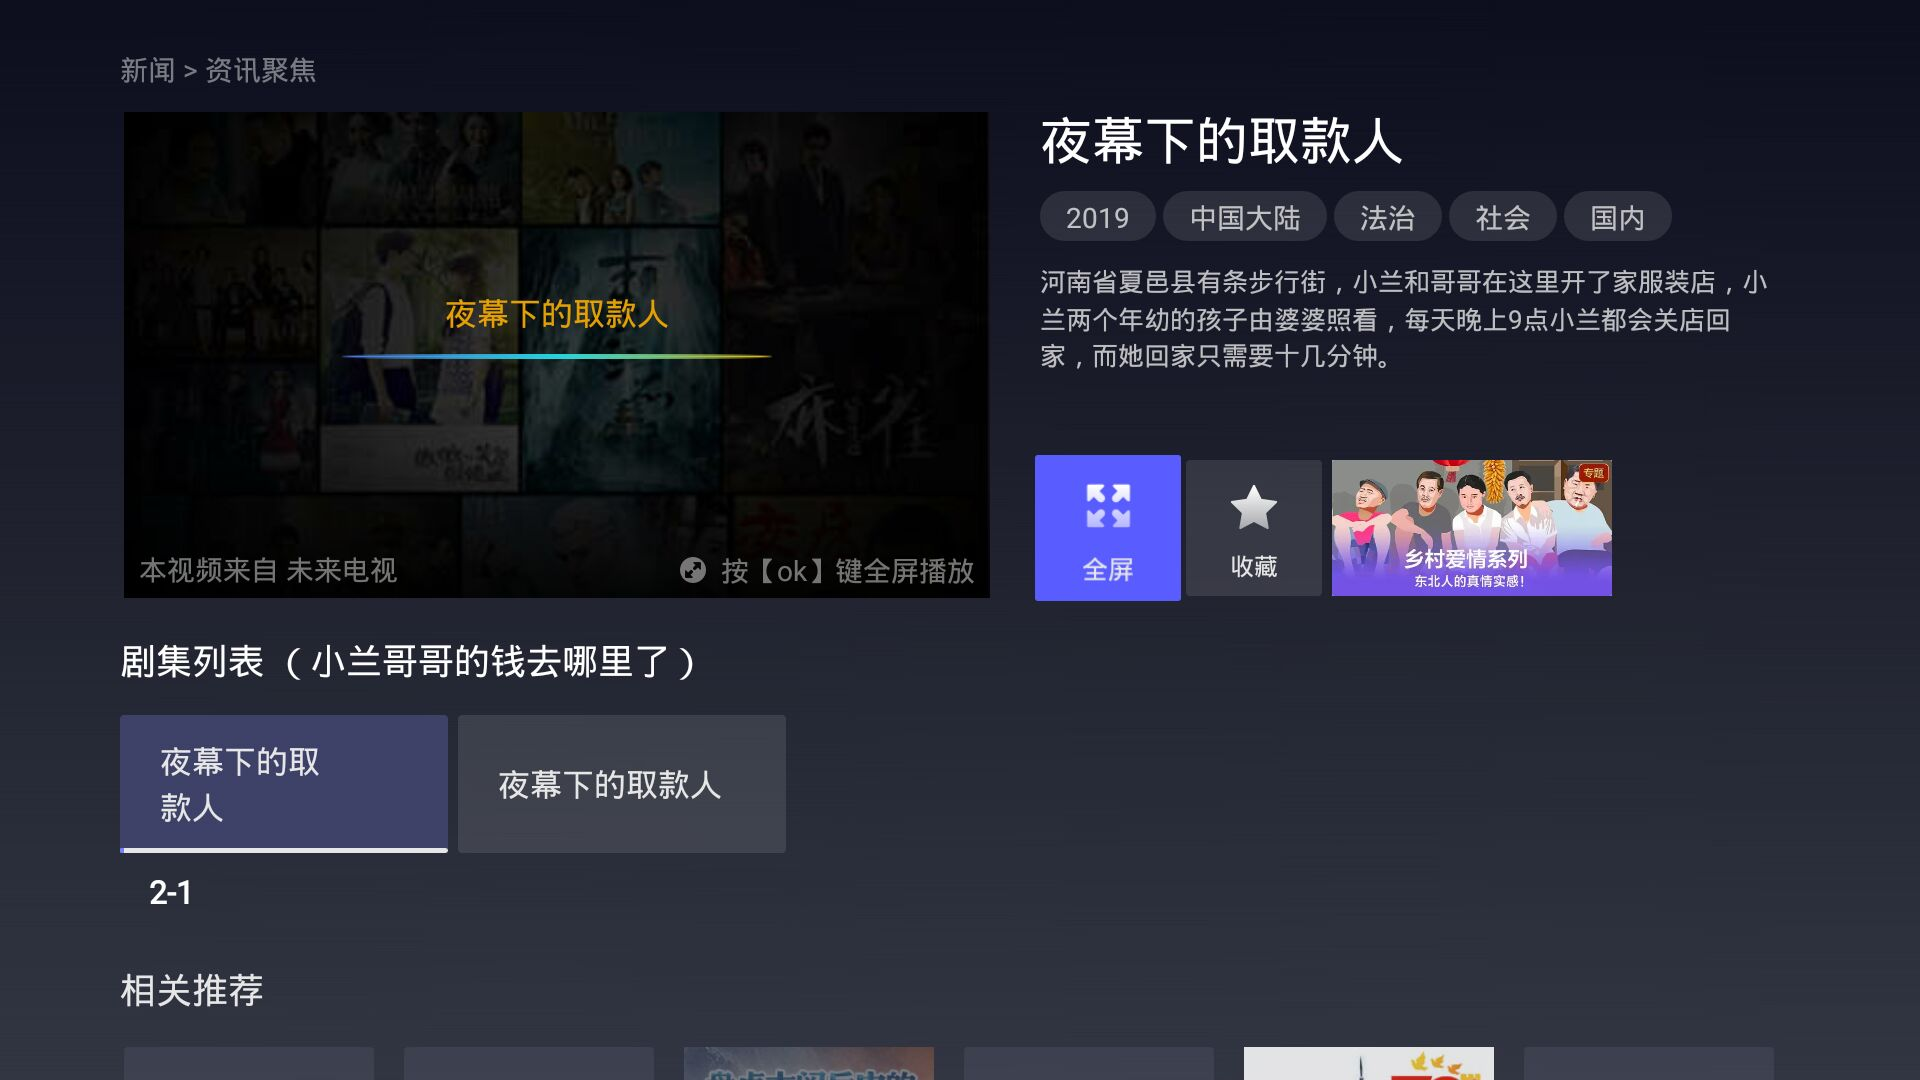 新闻 > 资讯聚焦
夜幕下的取款人
本视频来自 未来电视
按【ok】键全屏播放
夜幕下的取款人
2019
中国大陆
法治
社会
国内
河南省夏邑县有条步行街，小兰和哥哥在这里开了家服装店，小
兰两个年幼的孩子由婆婆照看，每天晚上9点小兰都会关店回
家，而她回家只需要十几分钟。
全屏
收藏
专题
乡村爱情系列
东北人的真情实感！
剧集列表 （小兰哥哥的钱去哪里了）
夜幕下的取
款人
夜幕下的取款人
2-1
相关推荐